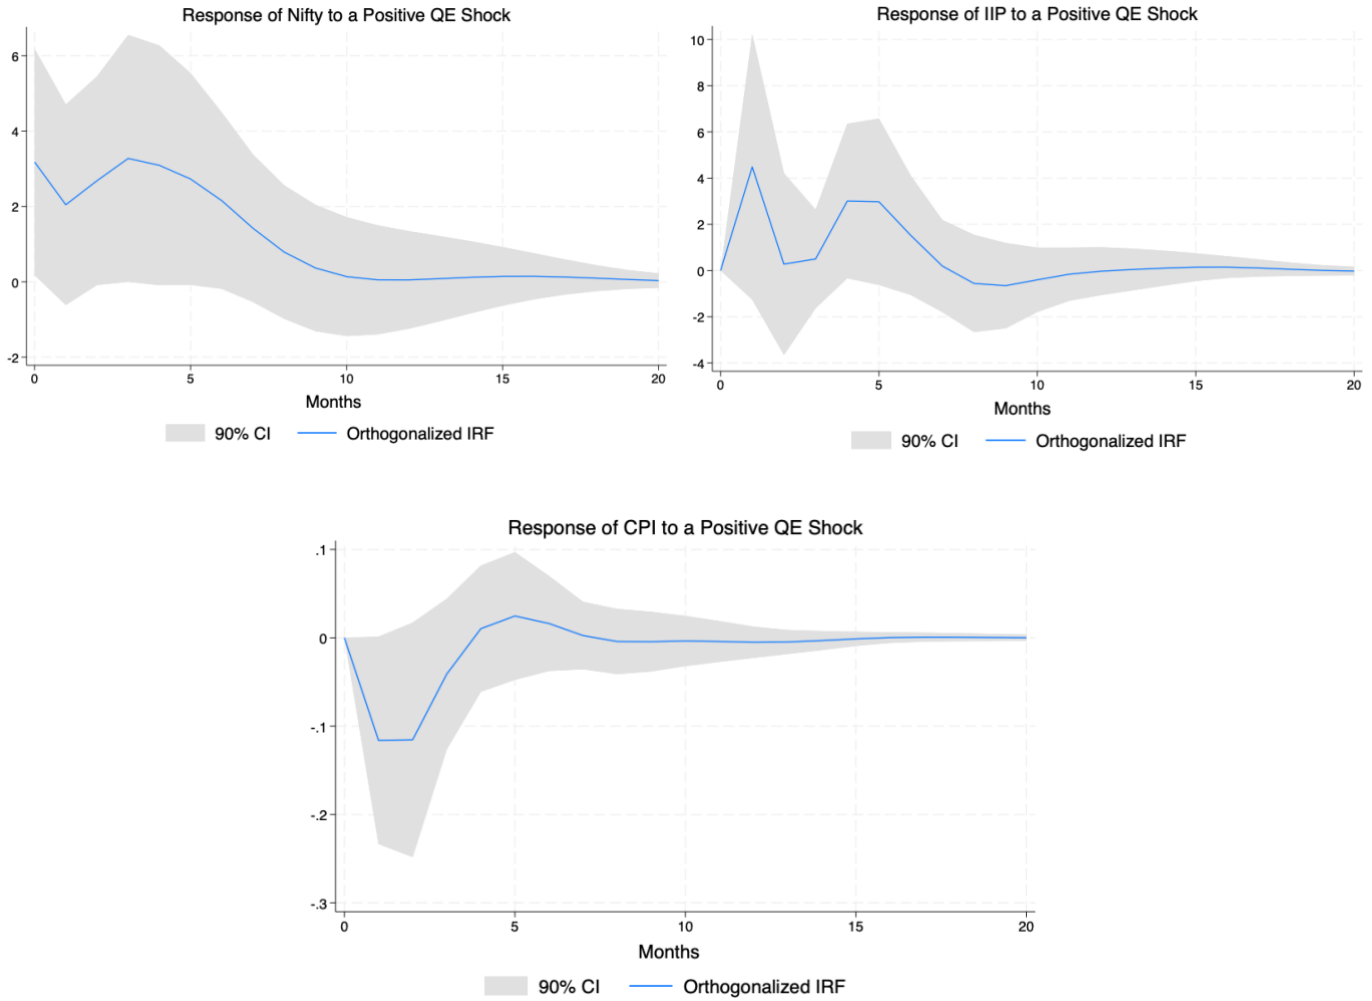 Response of Nifty to a Positive QE Shock
6
4
2
0
-2
0 5 10 15 20
Months
90% CI Orthogonalized IRF
Response of IIP to a Positive QE Shock
10
8
6
4
2
0
-2
-4
0 5 10 15 20
Months
90% CI Orthogonalized IRF
Response of CPI to a Positive QE Shock
.1
0
-.1
-.2
-.3
0 5 10 15 20
Months
90% CI Orthogonalized IRF